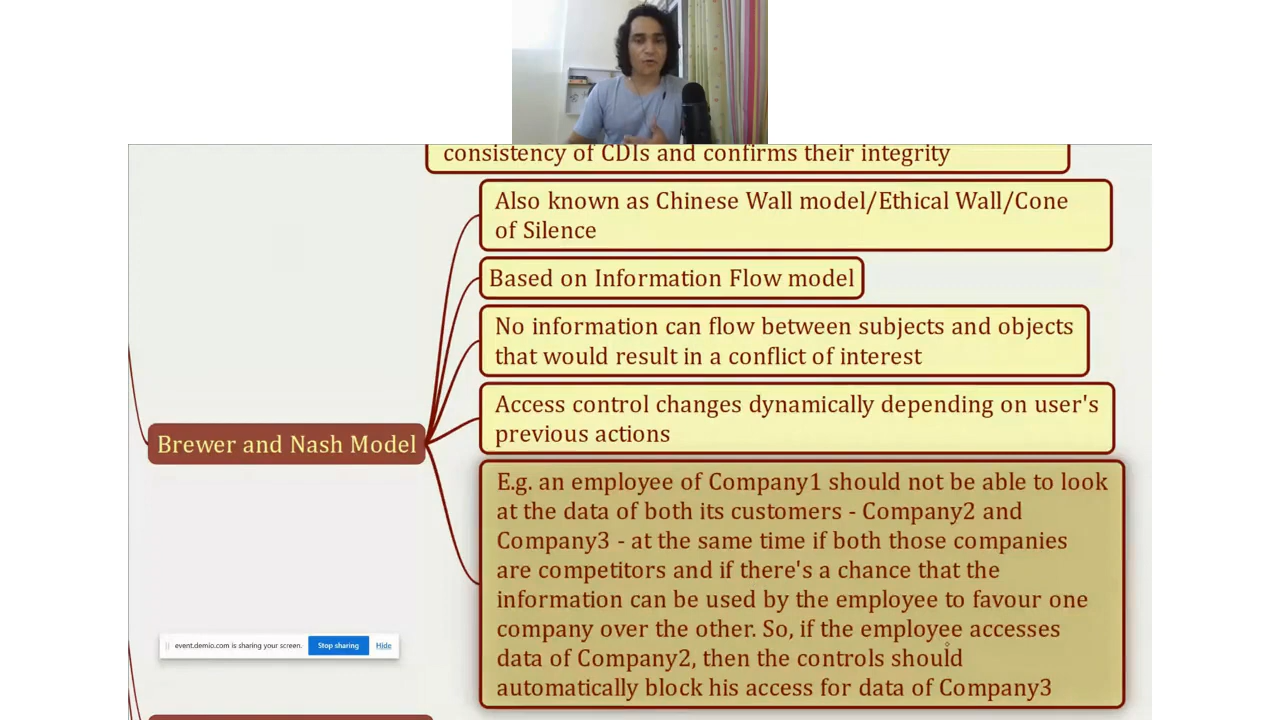 consistency of CDIs and confirms their integrity
Also known as Chinese Wall model/Ethical Wall/Cone
of Silence
Based on Information Flow model
No information can flow between subjects and objects
that would result in a conflict of interest
Access control changes dynamically depending on user's
previous actions
Brewer and Nash Model
E.g. an employee of Company1 should not be able to look
at the data of both its customers - Company2 and
Company3 - at the same time if both those companies
are competitors and if there's a chance that the
information can be used by the employee to favour one
company over the other. So, if the employee accesses
data of Company2, then the controls should
automatically block his access for data of Company3
event.demio.com is sharing your screen.
Stop sharing
Hide